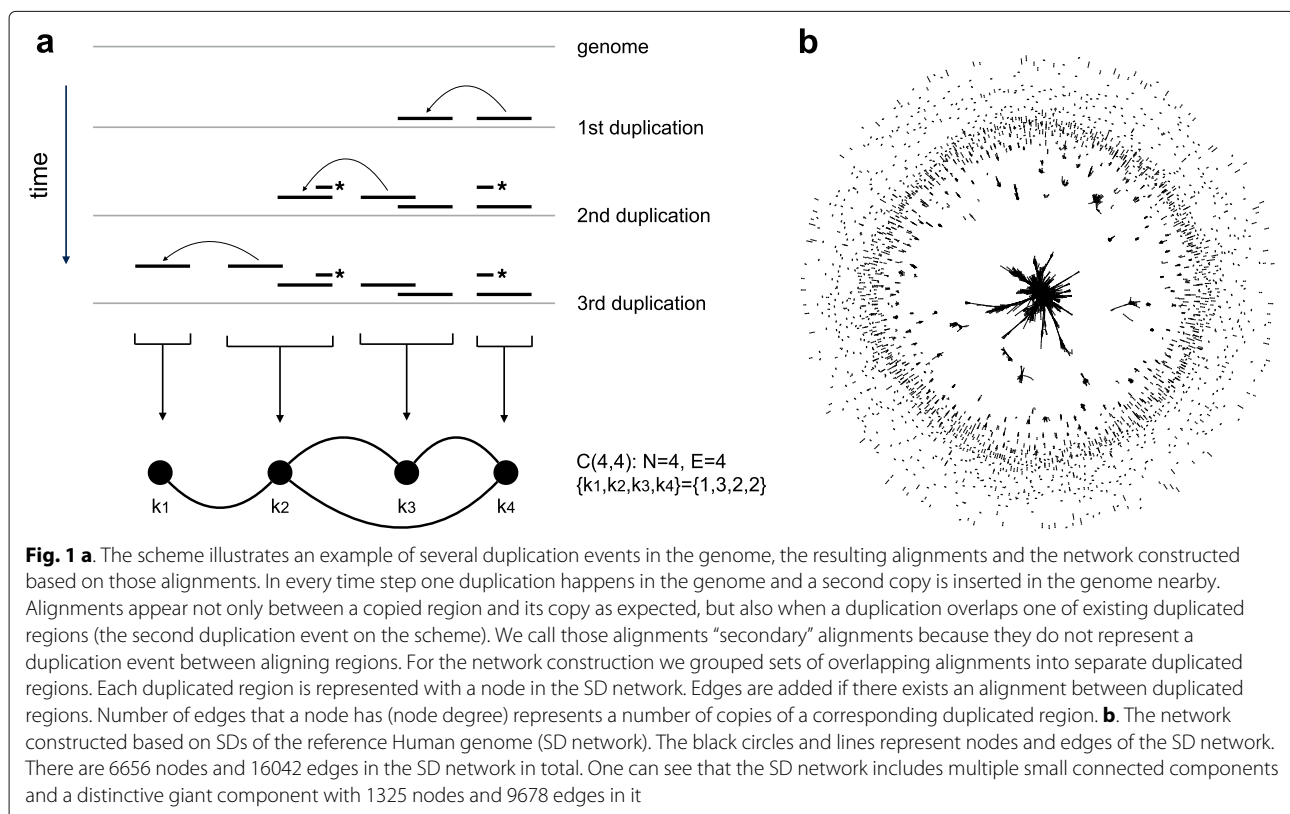 a
b
genome
1st duplication
time
*
*
2nd duplication
*
*
3rd duplication
C(4,4): N=4, E=4
{k1,k2,k3,k4}={1,3,2,2}
k1
k2
k3
k4
Fig. 1 a. The scheme illustrates an example of several duplication events in the genome, the resulting alignments and the network constructed
based on those alignments. In every time step one duplication happens in the genome and a second copy is inserted in the genome nearby.
Alignments appear not only between a copied region and its copy as expected, but also when a duplication overlaps one of existing duplicated
regions (the second duplication event on the scheme). We call those alignments “secondary” alignments because they do not represent a
duplication event between aligning regions. For the network construction we grouped sets of overlapping alignments into separate duplicated
regions. Each duplicated region is represented with a node in the SD network. Edges are added if there exists an alignment between duplicated
regions. Number of edges that a node has (node degree) represents a number of copies of a corresponding duplicated region. b. The network
constructed based on SDs of the reference Human genome (SD network). The black circles and lines represent nodes and edges of the SD network.
There are 6656 nodes and 16042 edges in the SD network in total. One can see that the SD network includes multiple small connected components
and a distinctive giant component with 1325 nodes and 9678 edges in it